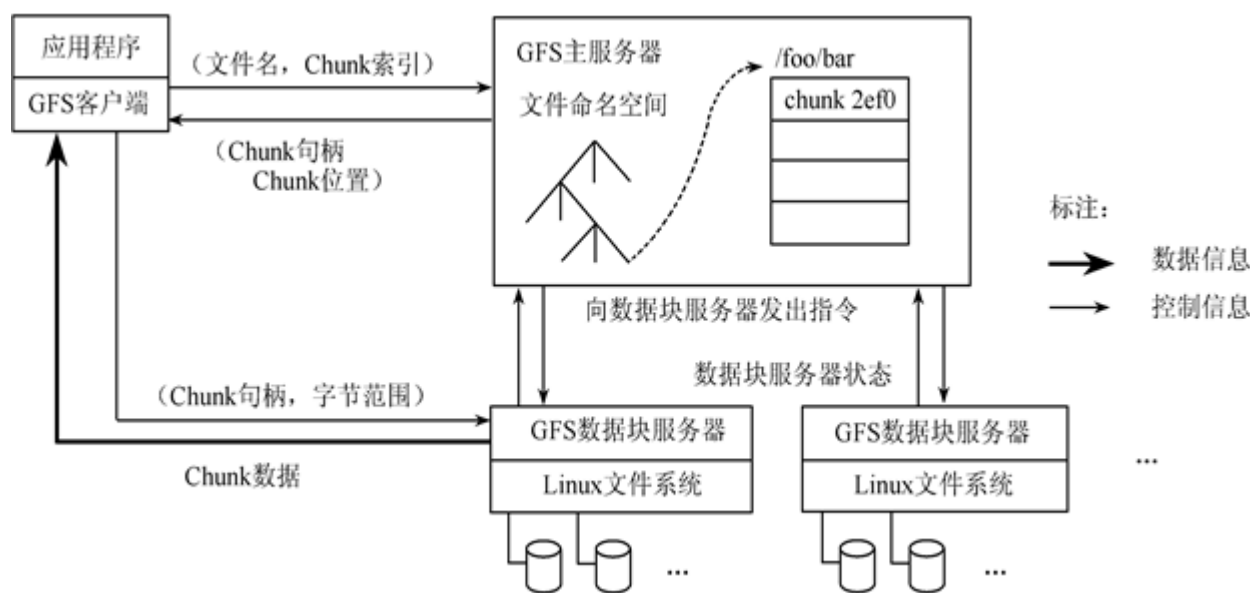 应用程序
GFS客户端
（文件名，Chunk索引）
（Chunk句柄
Chunk位置）
GFS主服务器
文件命名空间
/foo/bar
chunk 2ef0
标注：
数据信息
控制信息
向数据块服务器发出指令
数据块服务器状态
（Chunk句柄，字节范围）
Chunk数据
GFS数据块服务器
Linux文件系统
...
GFS数据块服务器
Linux文件系统
...
...